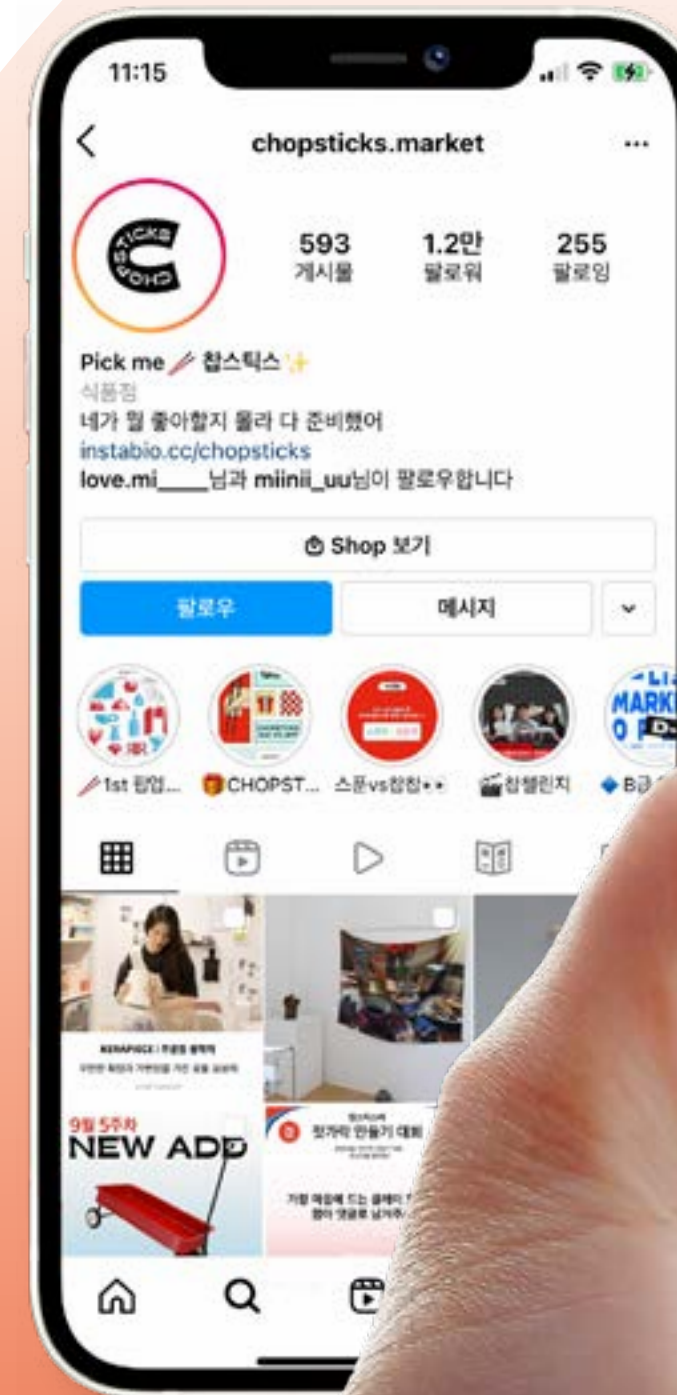 11:15
chopsticks.market
CHOPSTICKS
593
게시물
1.2만
팔로워
255
팔로잉
Pick me 🥢 찹스틱스 ✨
식품점
네가 뭘 좋아할지 몰라 다 준비했어
instabio.cc/chopsticks
love.mi____님과 miinii_uu님이 팔로우합니다
Shop 보기
팔로우
메시지
🥢1st 팝업...
🎁CHOPST...
스푼vs찹찹👀
🎬찹챌린지
🔹B급
9월 5주차
NEW ADD
젓가락 만들기 대회